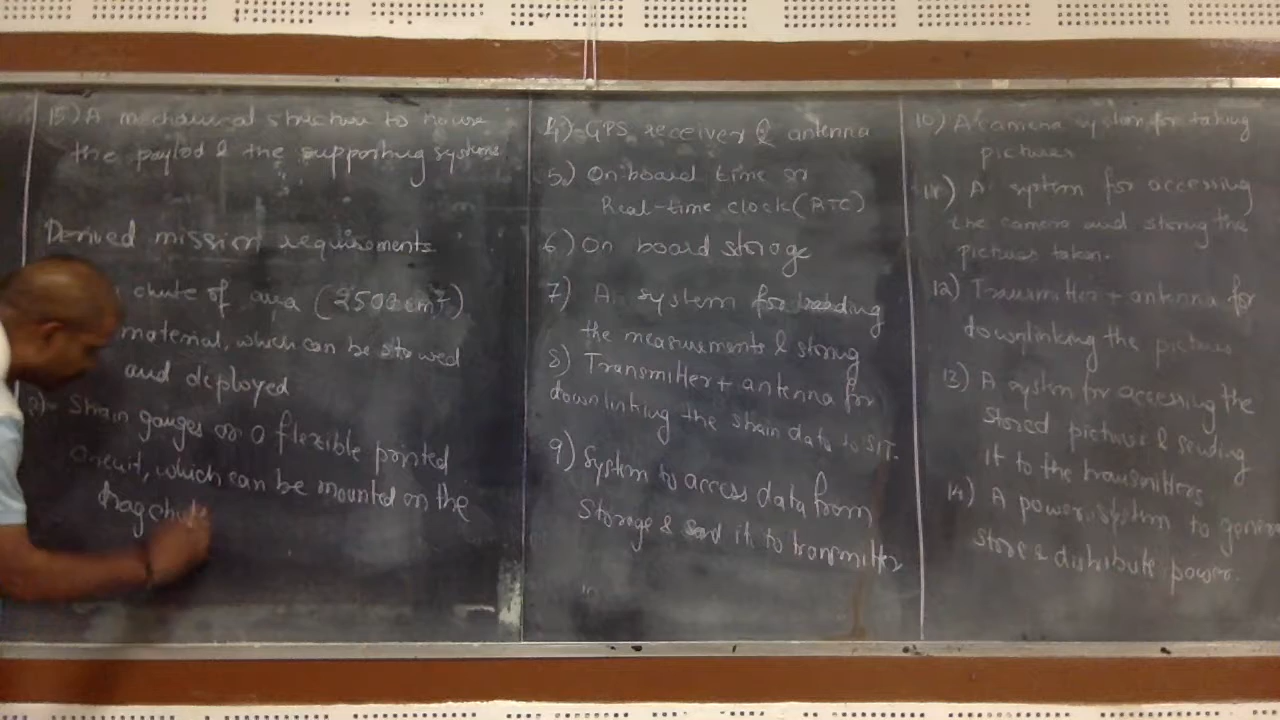 15) A mechanical structure to house
the paylod & the supporting systems
Derived mission requirements
chute of area (2500 cm²)
material, which can be stowed
and deployed
2) Strain gauges on a flexible printed
circuit, which can be mounted on the
drag chute
4) GPS receiver & antenna
5) On board time or
Real-time clock (RTC)
6) On board storage
7) A system for reading
the measurements & storing
8) Transmitter + antenna for
downlinking the strain data to SIT.
9) System to access data from
storage & send it to transmitter
10) A camera system for taking
pictures
11) A system for accessing
the camera and storing the
pictures taken.
12) Transmitter + antenna for
downlinking the pictures
13) A system for accessing the
stored pictures & sending
it to the transmitters
14) A power system to
store & distribute power.